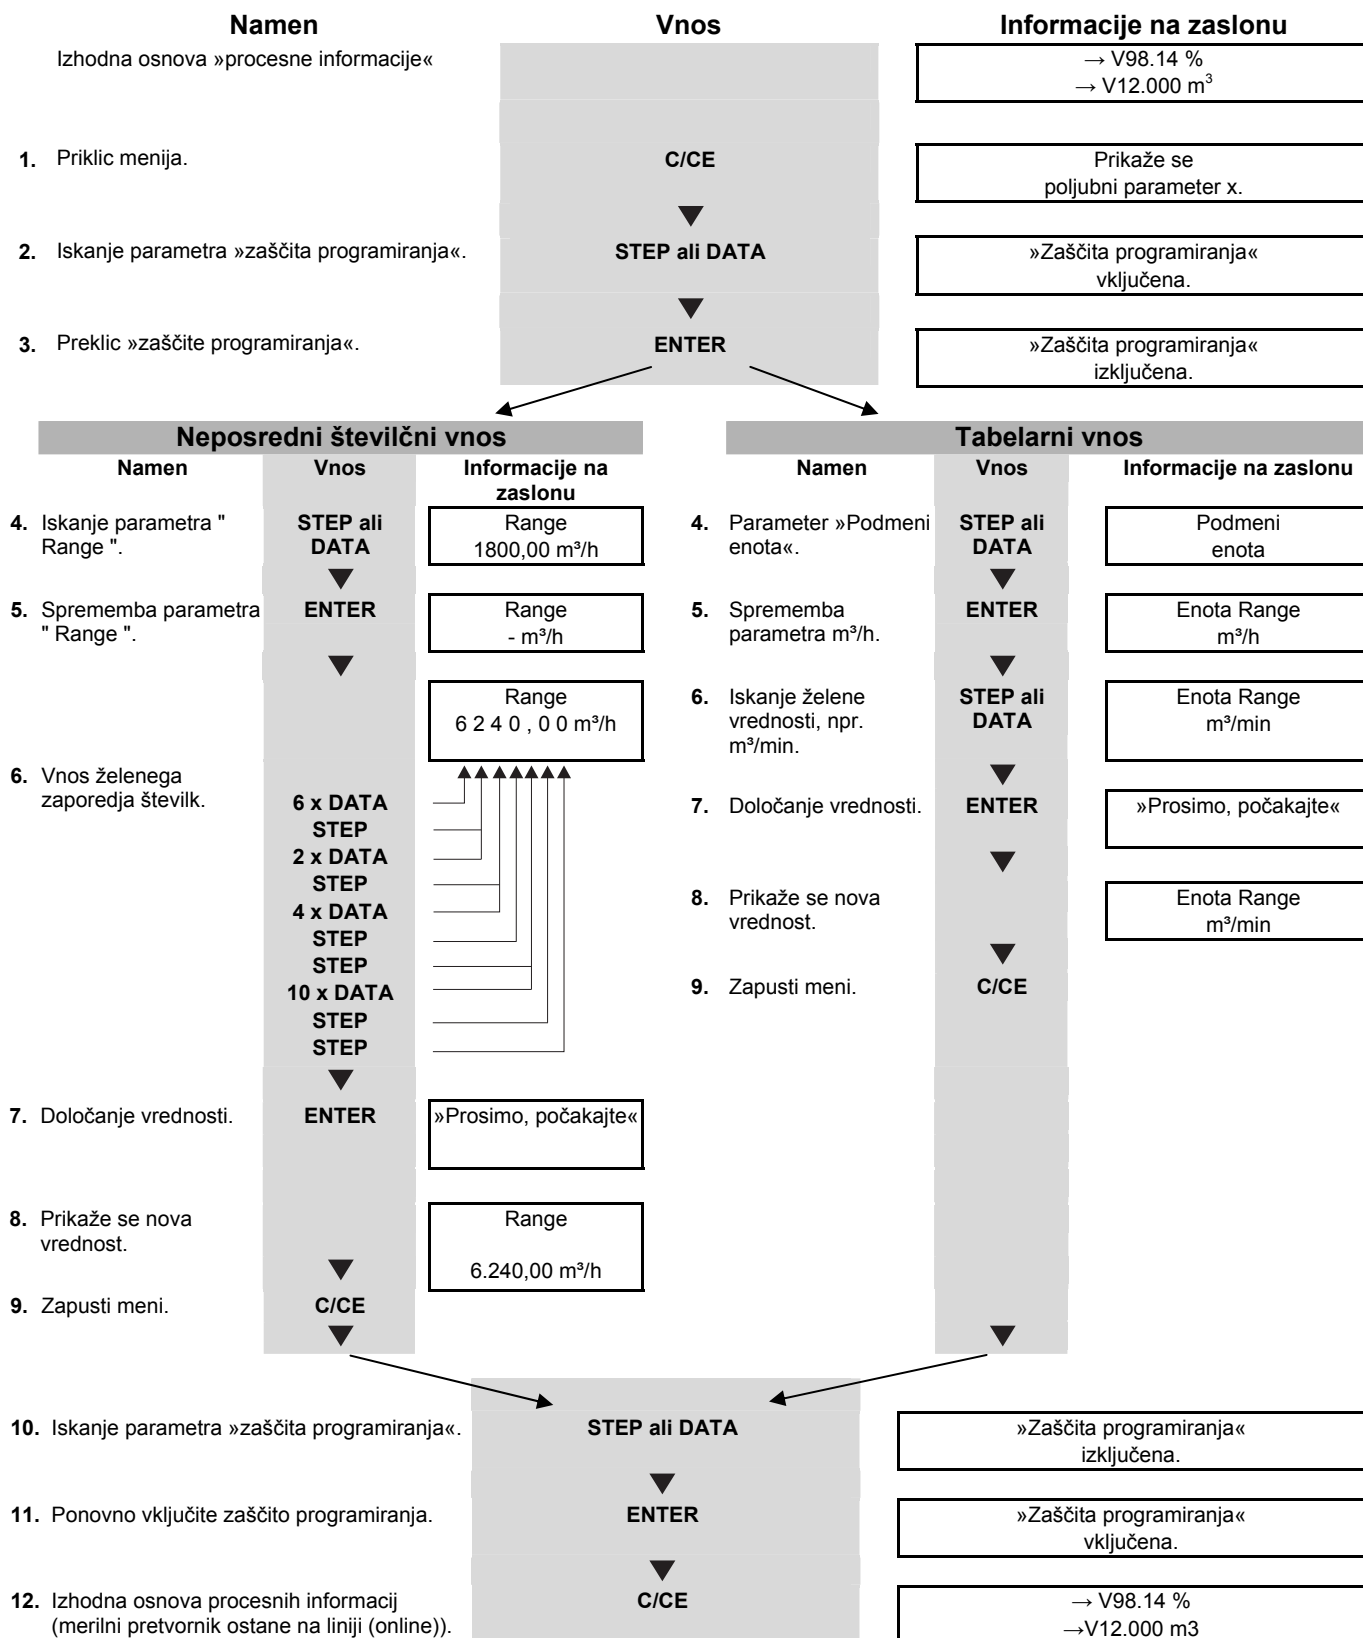 Namen Vnos Informacije na zaslonu
Izhodna osnova »procesne informacije«
→ V98.14 %
→ V12.000 m³
1. Priklic menija. C/CE
Prikaže se
poljubni parameter x.
2. Iskanje parametra »zaščita programiranja«. STEP ali DATA
»Zaščita programiranja«
vključena.
3. Preklic »zaščite programiranja«. ENTER
»Zaščita programiranja«
izključena.
Neposredni številčni vnos
Namen Vnos Informacije na
zaslonu
4. Iskanje parametra "
Range ".
STEP ali
DATA
Range
1800,00 m³/h
5. Sprememba parametra
" Range ".
ENTER
Range
- m³/h
Range
6 2 4 0 , 0 0 m³/h
6. Vnos želenega
zaporedja številk.
6 x DATA
STEP
2 x DATA
STEP
4 x DATA
STEP
STEP
10 x DATA
STEP
STEP
7. Določanje vrednosti. ENTER »Prosimo, počakajte«
8. Prikaže se nova
vrednost.
Range
6.240,00 m³/h
9. Zapusti meni. C/CE
Tabelarni vnos
Namen Vnos Informacije na zaslonu
4. Parameter »Podmeni
enota«.
STEP ali
DATA
Podmeni
enota
5. Sprememba
parametra m³/h.
ENTER
Enota Range
m³/h
6. Iskanje želene
vrednosti, npr.
m³/min.
STEP ali
DATA
Enota Range
m³/min
7. Določanje vrednosti. ENTER »Prosimo, počakajte«
8. Prikaže se nova
vrednost.
Enota Range
m³/min
9. Zapusti meni. C/CE
10. Iskanje parametra »zaščita programiranja«. STEP ali DATA
»Zaščita programiranja«
izključena.
11. Ponovno vključite zaščito programiranja. ENTER
»Zaščita programiranja«
vključena.
12. Izhodna osnova procesnih informacij
(merilni pretvornik ostane na liniji (online)).
C/CE
→ V98.14 %
→V12.000 m3